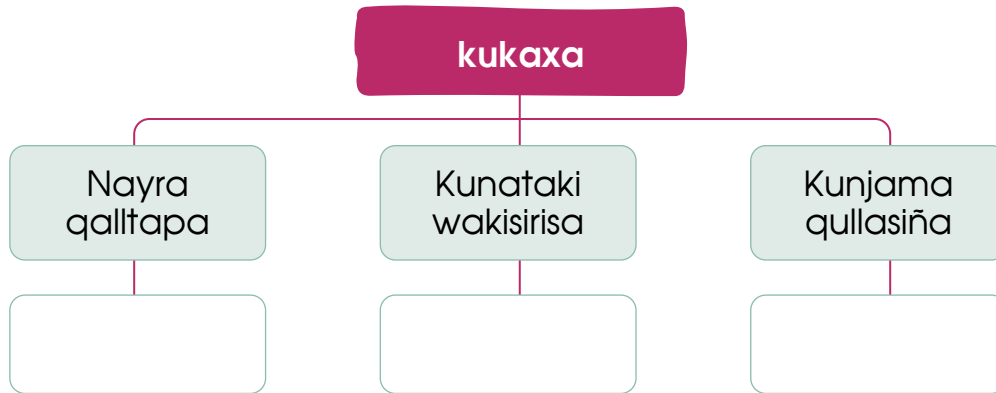 kukaxa
Nayra
qalltapa
Kunataki
wakisirisa
Kunjama
qullasiña